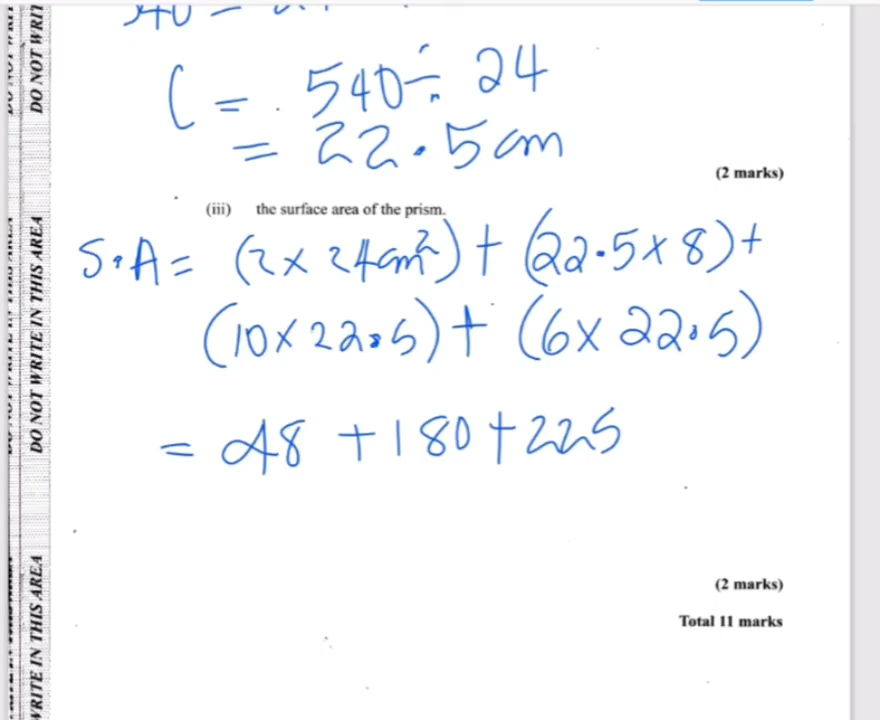 C = 540 ÷ 24
= 22.5cm
(2 marks)
(iii) the surface area of the prism.
S.A = (2 x 24cm²) + (22.5 x 8) +
(10 x 22.5) + (6 x 22.5)
= 48 + 180 + 225
(2 marks)
Total 11 marks
DO NOT WRITE IN THIS AREA
WRITE IN THIS AREA